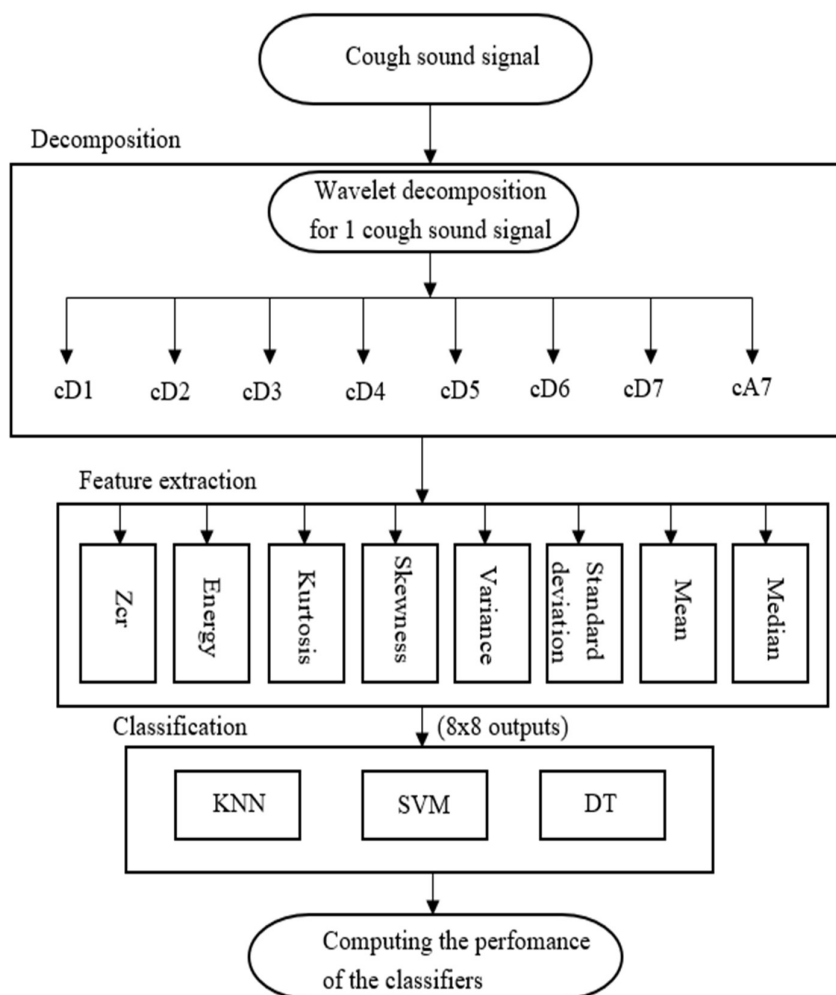 Cough sound signal
Decomposition
Wavelet decomposition
for 1 cough sound signal
cD1 cD2 cD3 cD4 cD5 cD6 cD7 cA7
Feature extraction
Zcr
Energy
Kurtosis
Skewness
Variance
Standard
deviation
Mean
Median
Classification (8x8 outputs)
KNN SVM DT
Computing the perfomance
of the classifiers